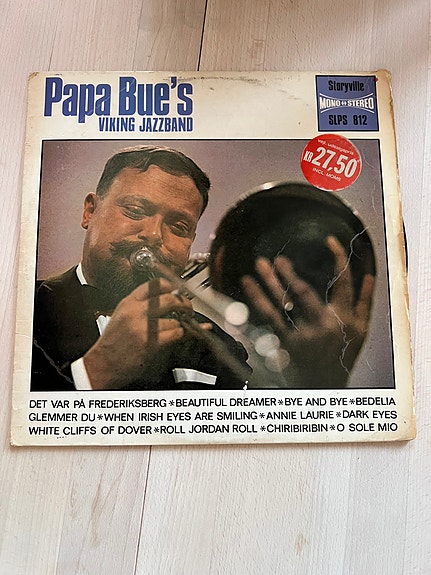 Papa Bue's
VIKING JAZZBAND
Storyville
MONO STEREO
SLPS 812
KR 27,50
INCL. MOMS
DET VAR PÅ FREDERIKSBERG * BEAUTIFUL DREAMER * BYE AND BYE * BEDELIA
GLEMMER DU * WHEN IRISH EYES ARE SMILING * ANNIE LAURIE * DARK EYES
WHITE CLIFFS OF DOVER * ROLL JORDAN ROLL * CHIRIBIRIBIN * O SOLE MIO